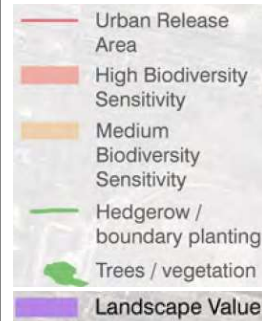 Urban Release
Area
High Biodiversity
Sensitivity
Medium
Biodiversity
Sensitivity
Hedgerow /
boundary planting
Trees / vegetation
Landscape Value